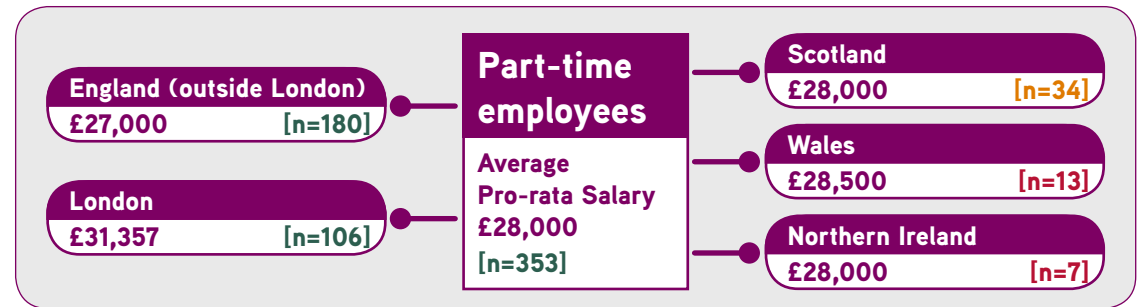 England (outside London)
£27,000 [n=180]
London
£31,357 [n=106]
Part-time
employees
Average
Pro-rata Salary
£28,000
[n=353]
Scotland
£28,000 [n=34]
Wales
£28,500 [n=13]
Northern Ireland
£28,000 [n=7]